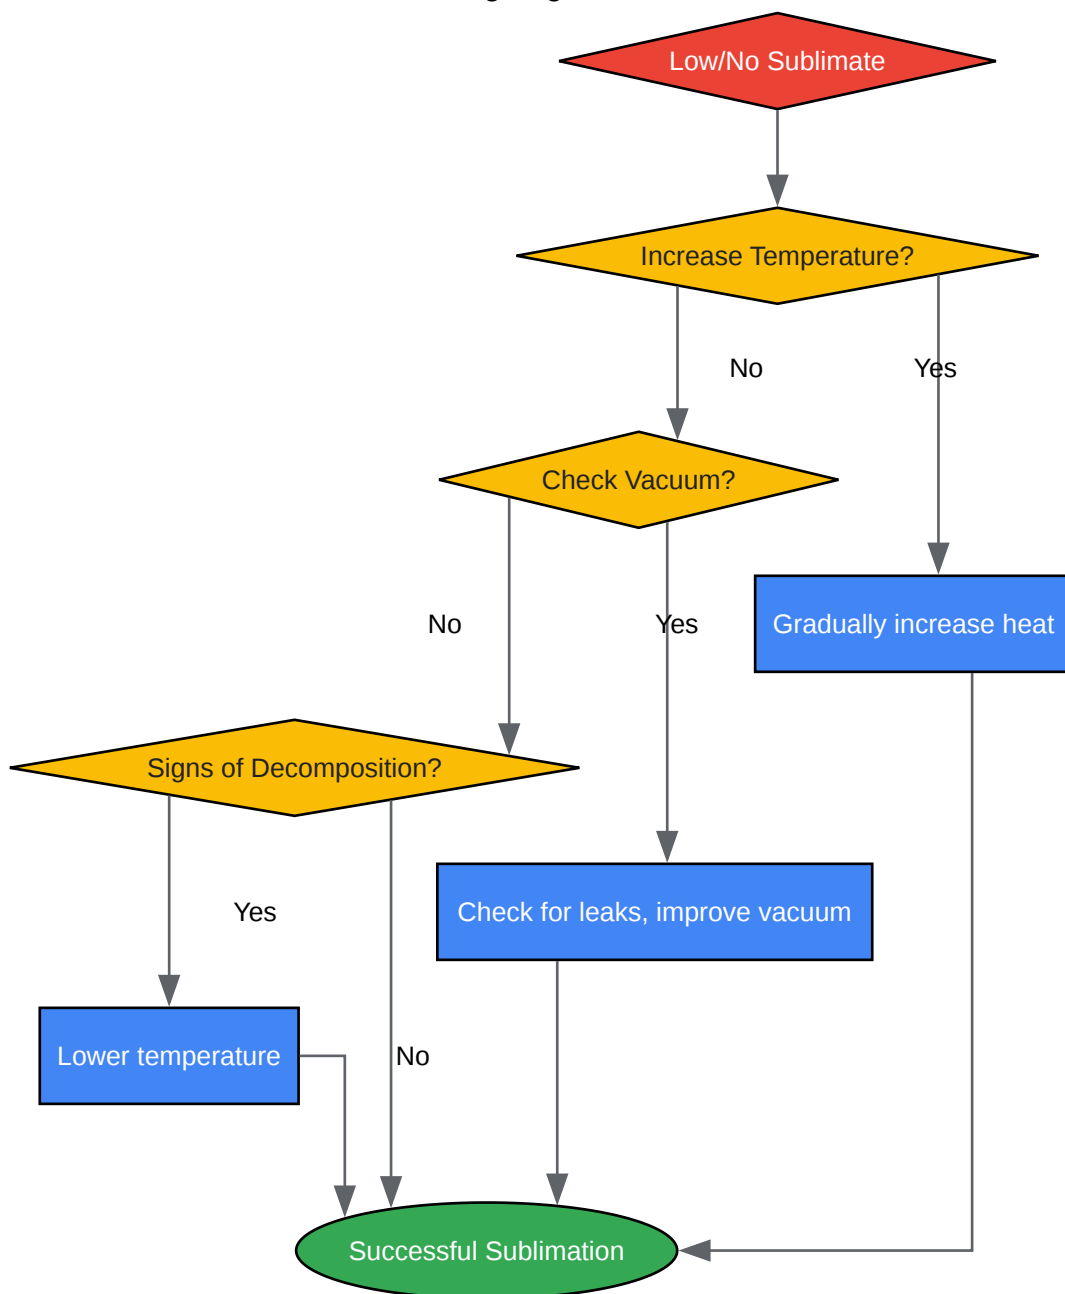 Low/No Sublimate
Increase Temperature?
No
Yes
Check Vacuum?
No
Yes
Gradually increase heat
Signs of Decomposition?
Yes
Check for leaks, improve vacuum
Lower temperature
No
Successful Sublimation